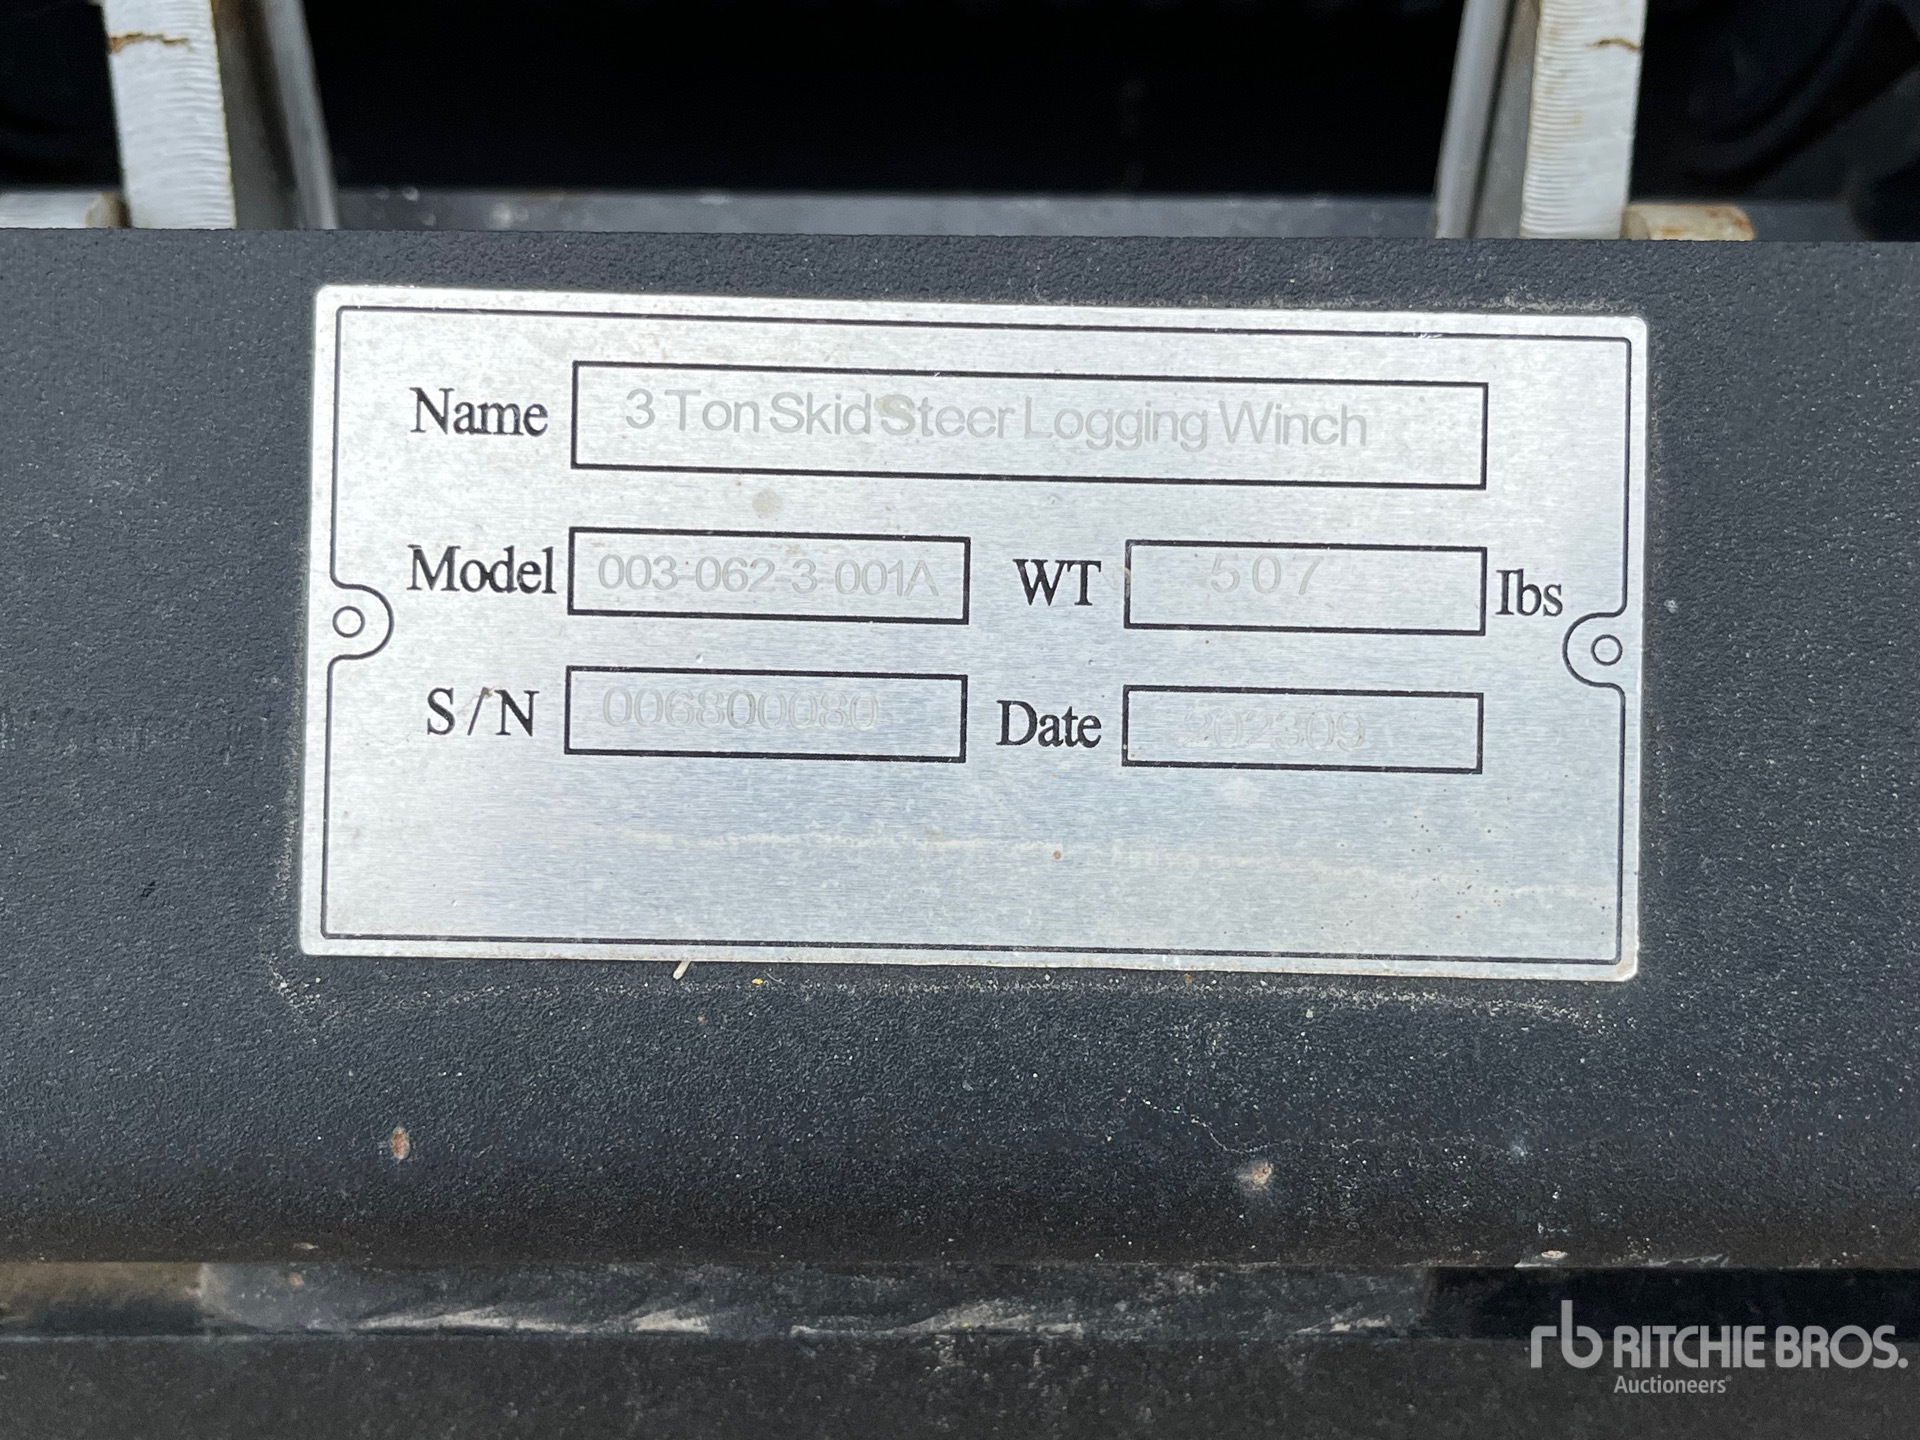 Name 3 Ton Skid Steer Logging Winch
Model 003-062-3-001A WT 507 Ibs
S/N 006800080 Date 202309
rb RITCHIE BROS.
Auctioneers